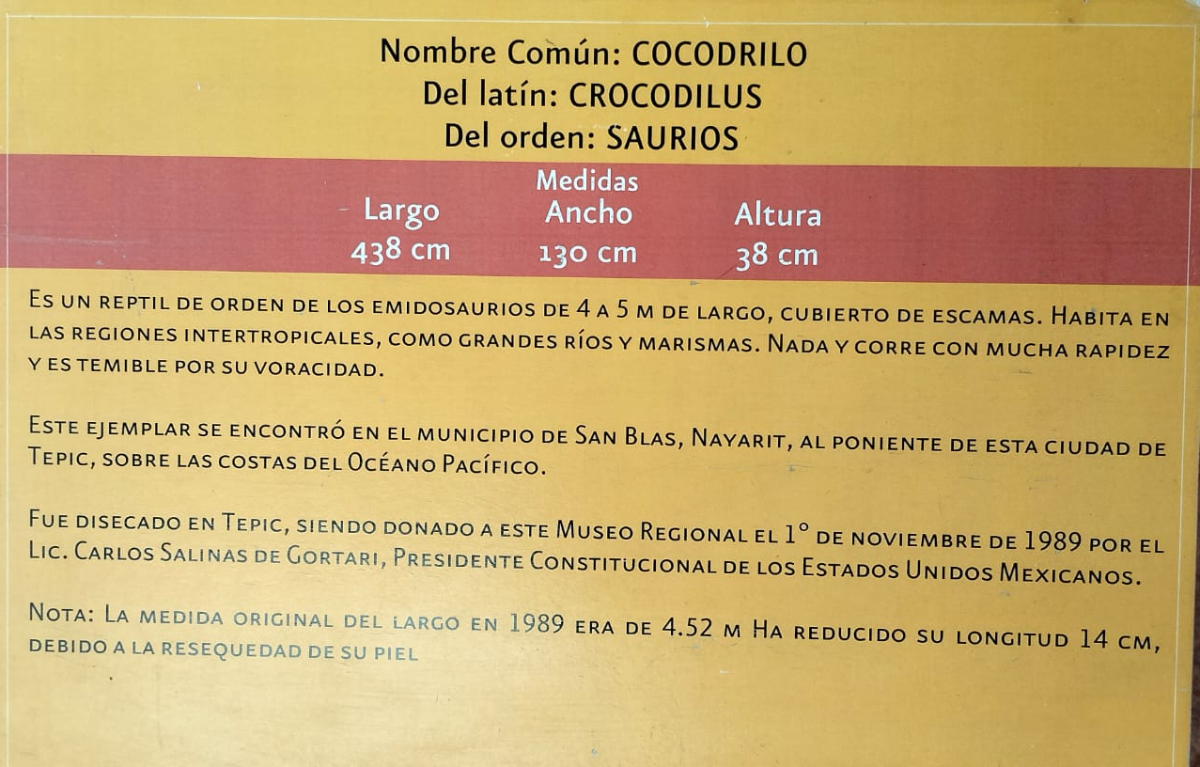 Nombre Común: COCODRILO
Del latín: CROCODILUS
Del orden: SAURIOS
Medidas
Largo Ancho Altura
438 cm 130 cm 38 cm
Es un reptil de orden de los emidosaurios de 4 a 5 m de largo, cubierto de escamas. Habita en
las regiones intertropicales, como grandes ríos y marismas. Nada y corre con mucha rapidez
y es temible por su voracidad.
Este ejemplar se encontró en el municipio de San Blas, Nayarit, al poniente de esta ciudad de
Tepic, sobre las costas del Océano Pacífico.
Fue disecado en Tepic, siendo donado a este Museo Regional el 1° de noviembre de 1989 por el
Lic. Carlos Salinas de Gortari, Presidente Constitucional de los Estados Unidos Mexicanos.
Nota: La medida original del largo en 1989 era de 4.52 m Ha reducido su longitud 14 cm,
debido a la resequedad de su piel